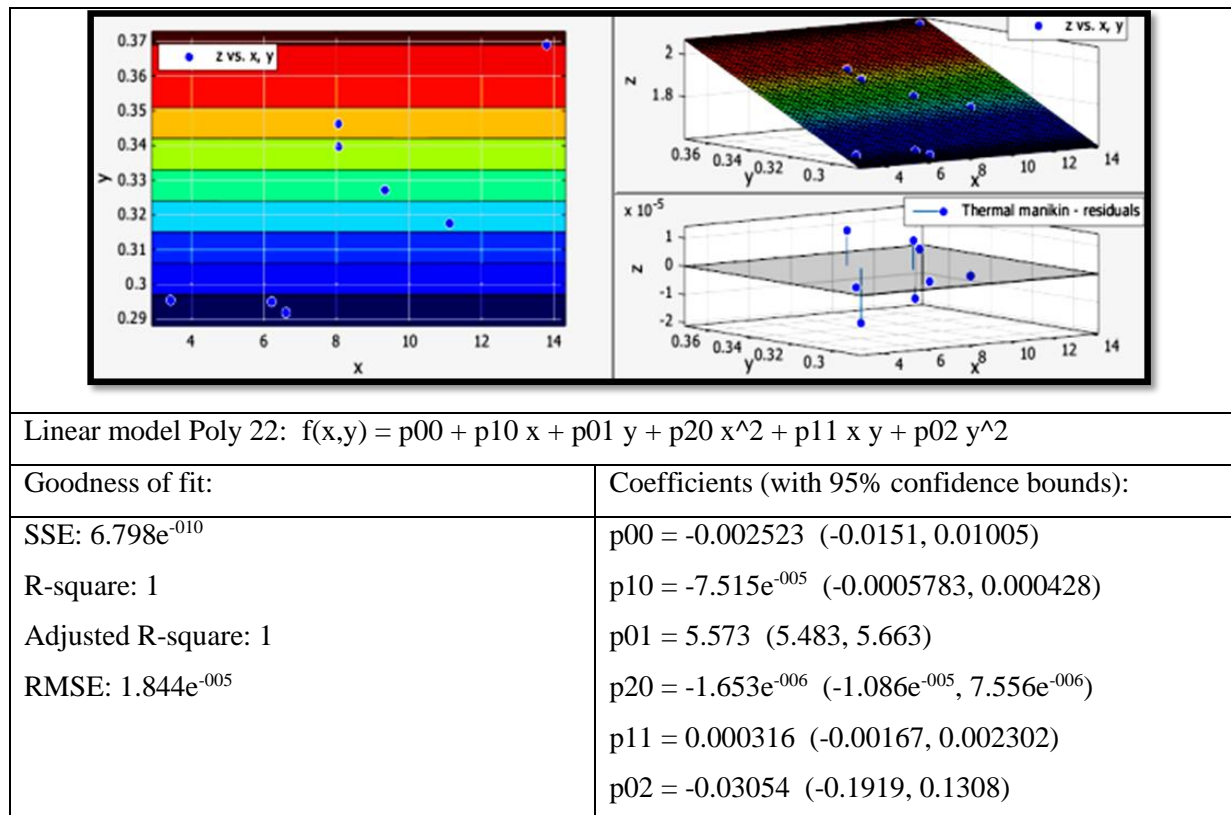 0.37
0.36
0.35
0.34
0.33
0.32
0.31
0.3
0.29
y
4
6
8
10
12
14
x
z vs. x, y
z vs. x, y
2
1.8
z
0.36
0.34
0.32
0.3
y
4
6
8
10
12
14
x
x 10⁻⁵
Thermal manikin - residuals
1
0
-1
-2
z
0.36
0.34
0.32
0.3
y
4
6
8
10
12
14
x
Linear model Poly 22: f(x,y) = p00 + p10 x + p01 y + p20 x^2 + p11 x y + p02 y^2
Goodness of fit:
SSE: 6.798e⁻⁰¹⁰
R-square: 1
Adjusted R-square: 1
RMSE: 1.844e⁻⁰⁰⁵
Coefficients (with 95% confidence bounds):
p00 = -0.002523 (-0.0151, 0.01005)
p10 = -7.515e⁻⁰⁰⁵ (-0.0005783, 0.000428)
p01 = 5.573 (5.483, 5.663)
p20 = -1.653e⁻⁰⁰⁶ (-1.086e⁻⁰⁰⁵, 7.556e⁻⁰⁰⁶)
p11 = 0.000316 (-0.00167, 0.002302)
p02 = -0.03054 (-0.1919, 0.1308)